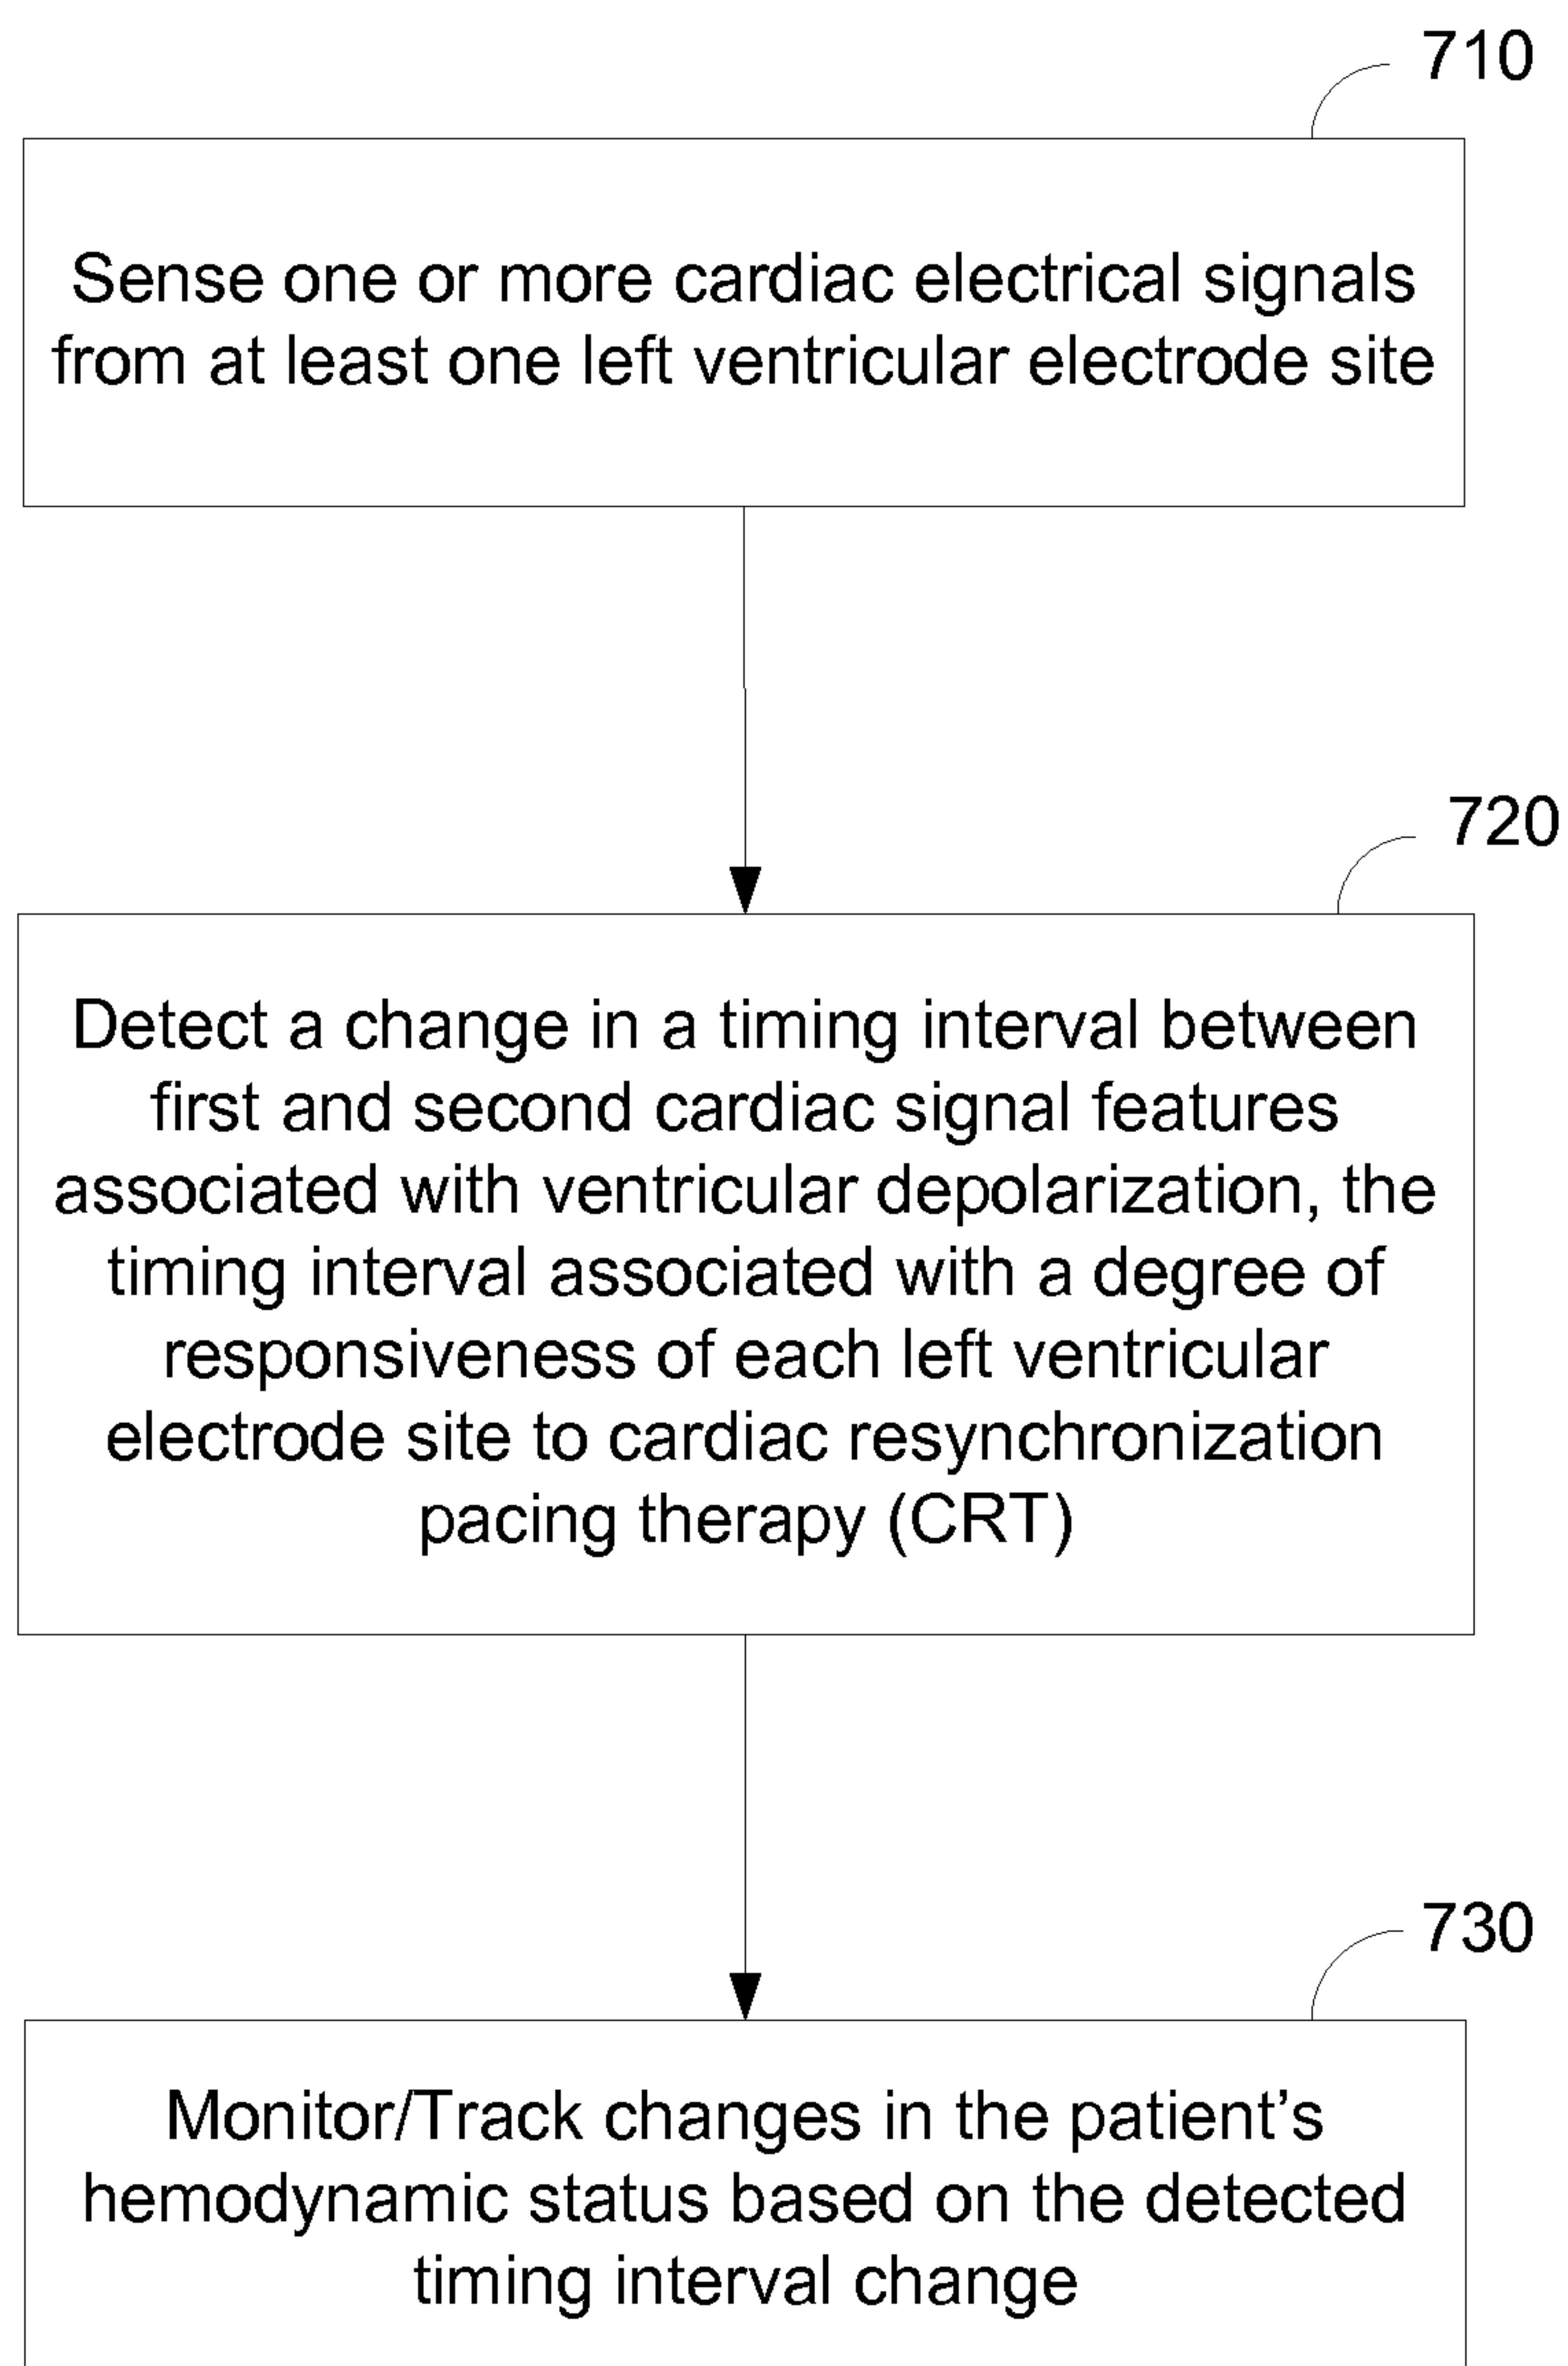 710
Sense one or more cardiac electrical signals
from at least one left ventricular electrode site
720
Detect a change in a timing interval between
first and second cardiac signal features
associated with ventricular depolarization, the
timing interval associated with a degree of
responsiveness of each left ventricular
electrode site to cardiac resynchronization
pacing therapy (CRT)
730
Monitor/Track changes in the patient's
hemodynamic status based on the detected
timing interval change